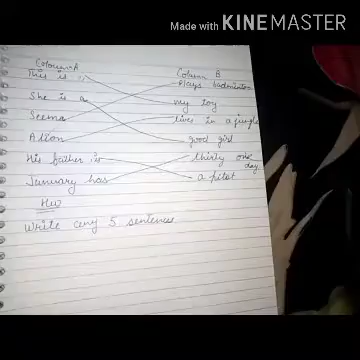 Made with KINEMASTER
Column A
Column B
This is
plays badminton
She is a
my toy
Seema
lives in a jungle
A lion
good girl
His father is
thirty one day
January has
a pilot
HW
Write any 5 sentences